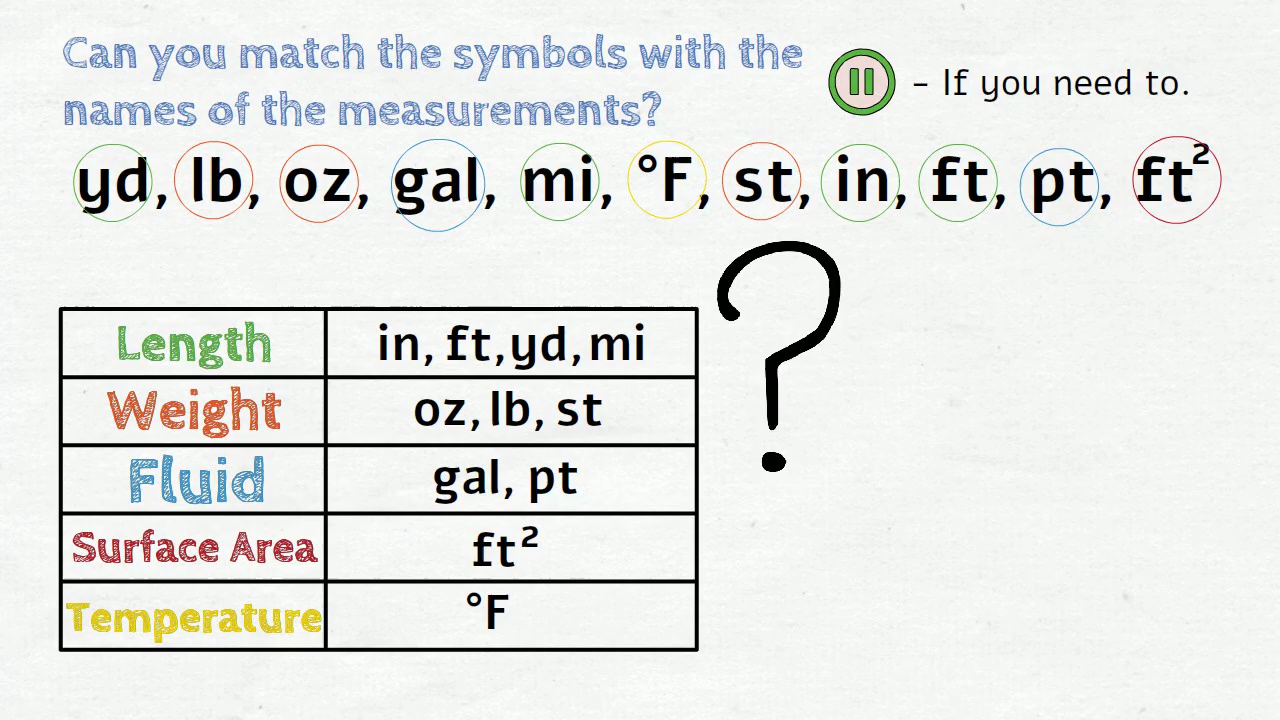 Can you match the symbols with the
names of the measurements?
– If you need to.
yd, lb, oz, gal, mi, °F, st, in, ft, pt, ft²
?
Length in, ft, yd, mi
Weight oz, lb, st
Fluid gal, pt
Surface Area ft²
Temperature °F